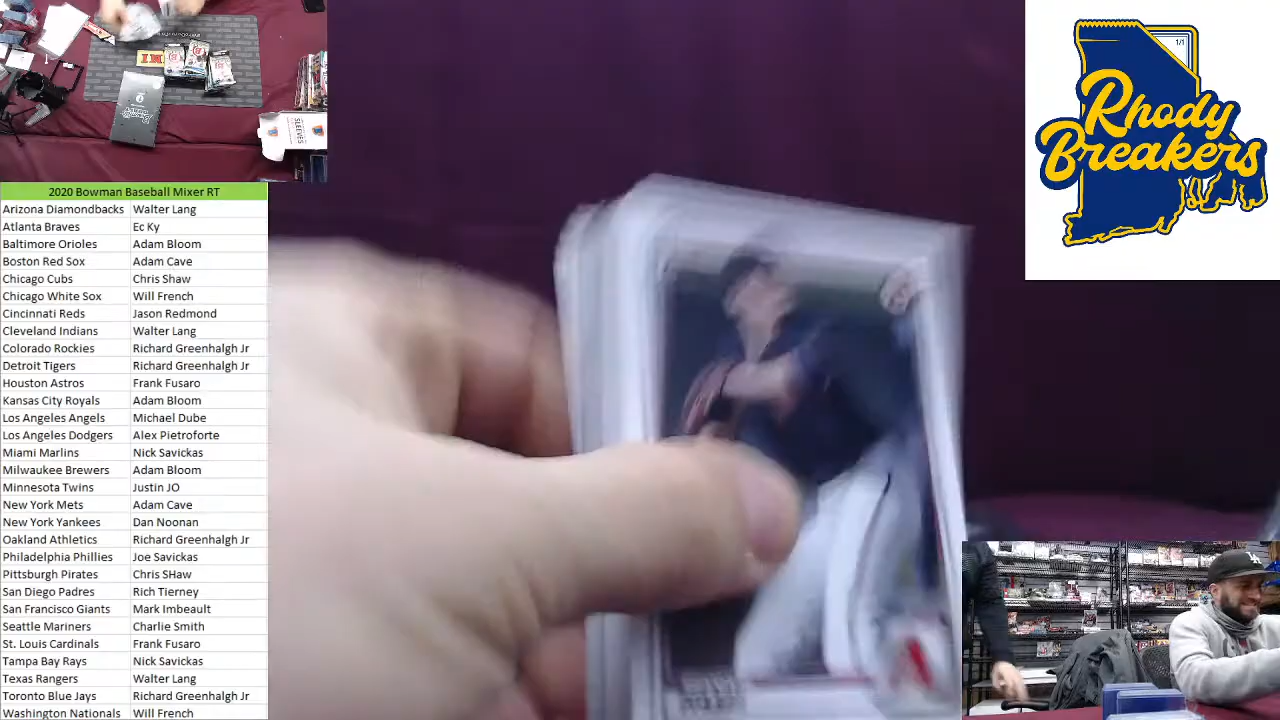 2020 Bowman Baseball Mixer RT
Arizona Diamondbacks Walter Lang
Atlanta Braves Ec Ky
Baltimore Orioles Adam Bloom
Boston Red Sox Adam Cave
Chicago Cubs Chris Shaw
Chicago White Sox Will French
Cincinnati Reds Jason Redmond
Cleveland Indians Walter Lang
Colorado Rockies Richard Greenhalgh Jr
Detroit Tigers Richard Greenhalgh Jr
Houston Astros Frank Fusaro
Kansas City Royals Adam Bloom
Los Angeles Angels Michael Dube
Los Angeles Dodgers Alex Pietroforte
Miami Marlins Nick Savickas
Milwaukee Brewers Adam Bloom
Minnesota Twins Justin JO
New York Mets Adam Cave
New York Yankees Dan Noonan
Oakland Athletics Richard Greenhalgh Jr
Philadelphia Phillies Joe Savickas
Pittsburgh Pirates Chris SHaw
San Diego Padres Rich Tierney
San Francisco Giants Mark Imbeault
Seattle Mariners Charlie Smith
St. Louis Cardinals Frank Fusaro
Tampa Bay Rays Nick Savickas
Texas Rangers Walter Lang
Toronto Blue Jays Richard Greenhalgh Jr
Washington Nationals Will French
1/1
Rhody
Breakers
SLEEVES
LA